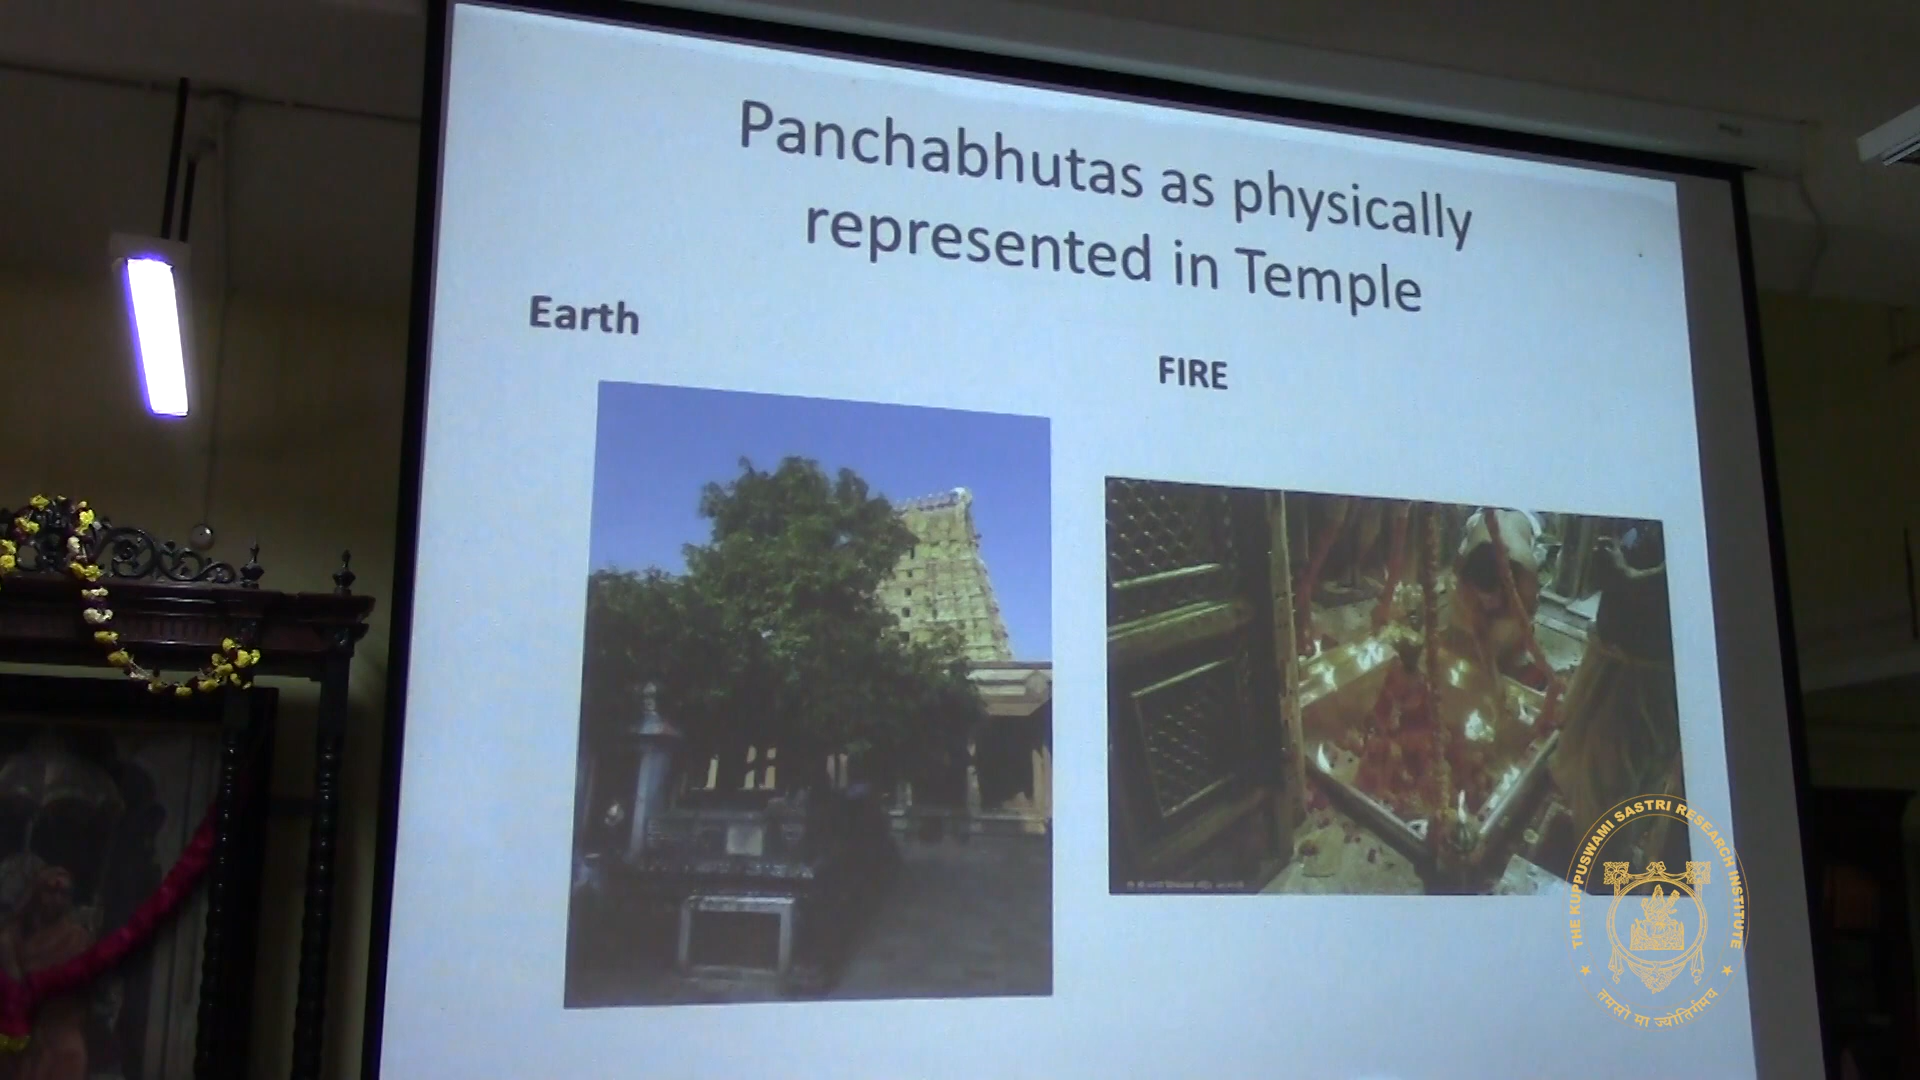 Panchabhutas as physically
represented in Temple
Earth
FIRE
THE KUPPUSWAMI SASTRI RESEARCH INSTITUTE
तमसो मा ज्योतिर्गमय